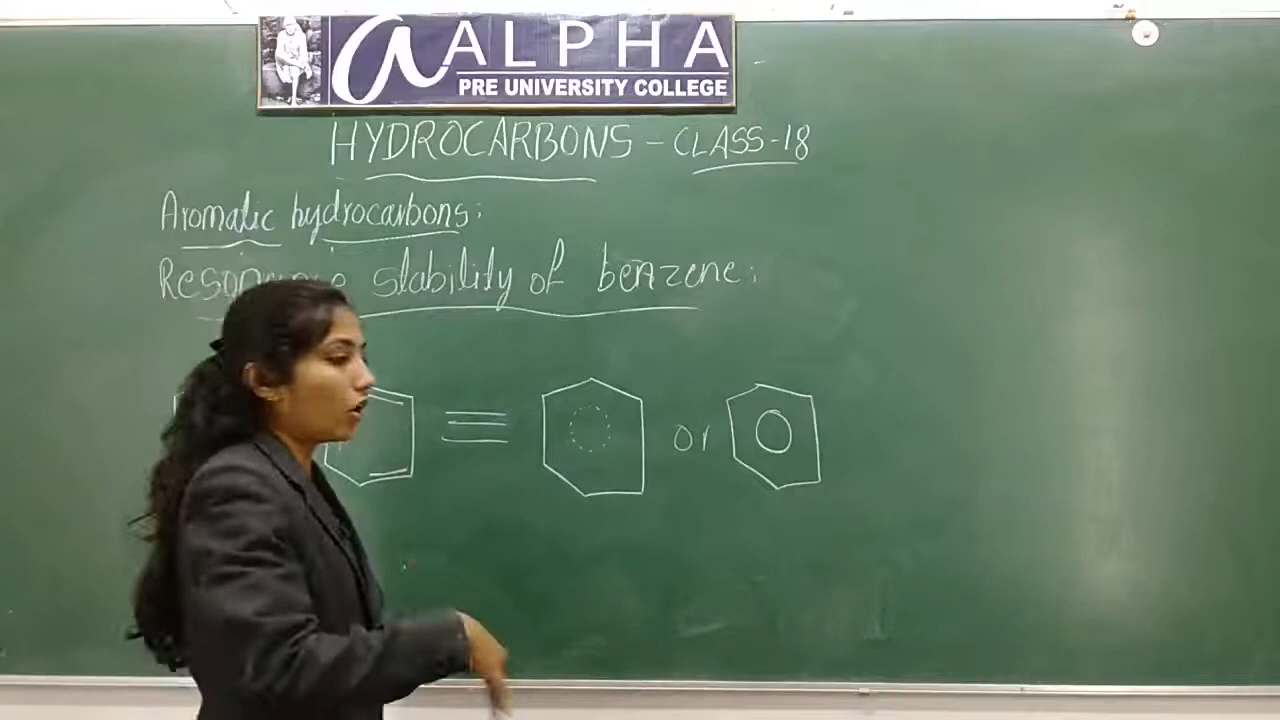 a ALPHA
PRE UNIVERSITY COLLEGE
HYDROCARBONS - CLASS-18
Aromatic hydrocarbons:
stability of benzene:
or